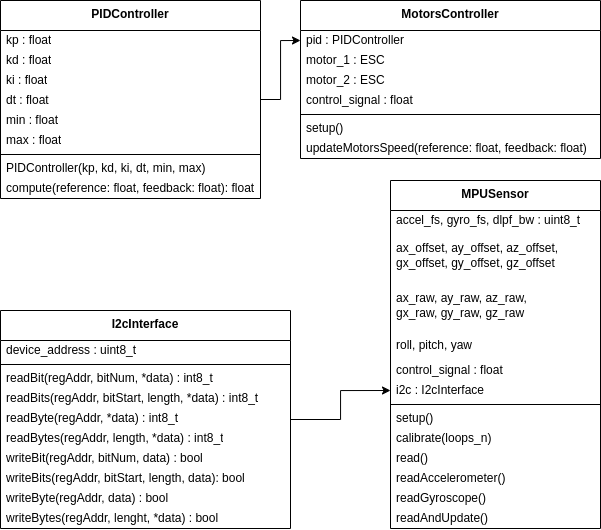 PIDController
kp : float
kd : float
ki : float
dt : float
min : float
max : float
PIDController(kp, kd, ki, dt, min, max)
compute(reference: float, feedback: float): float
MotorsController
pid : PIDController
motor_1 : ESC
motor_2 : ESC
control_signal : float
setup()
updateMotorsSpeed(reference: float, feedback: float)
MPUSensor
accel_fs, gyro_fs, dlpf_bw : uint8_t
ax_offset, ay_offset, az_offset,
gx_offset, gy_offset, gz_offset
ax_raw, ay_raw, az_raw,
gx_raw, gy_raw, gz_raw
roll, pitch, yaw
control_signal : float
i2c : I2cInterface
setup()
calibrate(loops_n)
read()
readAccelerometer()
readGyroscope()
readAndUpdate()
I2cInterface
device_address : uint8_t
readBit(regAddr, bitNum, *data) : int8_t
readBits(regAddr, bitStart, length, *data) : int8_t
readByte(regAddr, *data) : int8_t
readBytes(regAddr, length, *data) : int8_t
writeBit(regAddr, bitNum, data) : bool
writeBits(regAddr, bitStart, length, data): bool
writeByte(regAddr, data) : bool
writeBytes(regAddr, lenght, *data) : bool